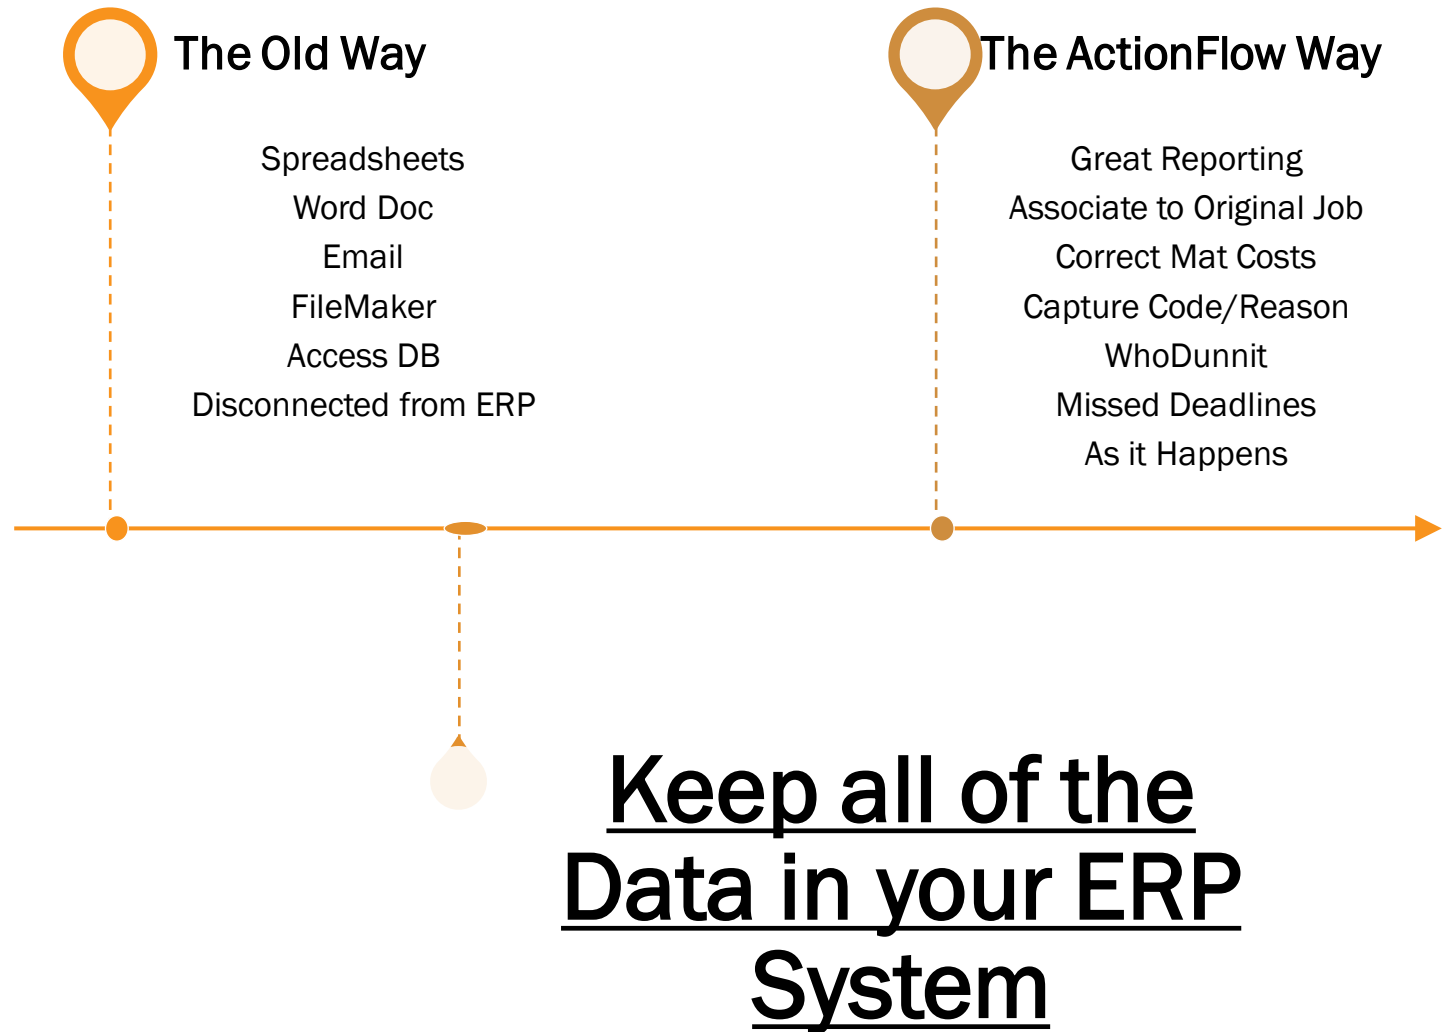 The Old Way
Spreadsheets
Word Doc
Email
FileMaker
Access DB
Disconnected from ERP
The ActionFlow Way
Great Reporting
Associate to Original Job
Correct Mat Costs
Capture Code/Reason
WhoDunnit
Missed Deadlines
As it Happens
Keep all of the
Data in your ERP
System